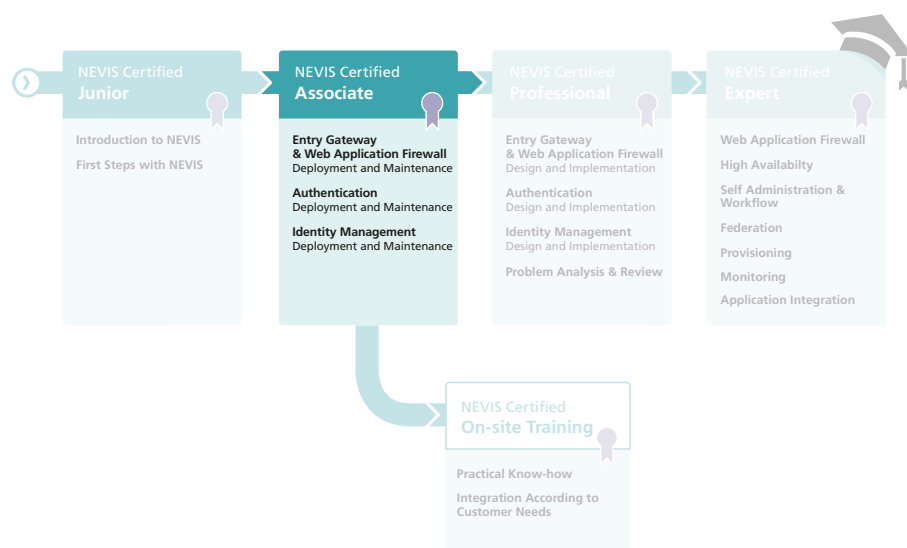 NEVIS Certified
Junior
Introduction to NEVIS
First Steps with NEVIS
NEVIS Certified
Associate
Entry Gateway
& Web Application Firewall
Deployment and Maintenance
Authentication
Deployment and Maintenance
Identity Management
Deployment and Maintenance
NEVIS Certified
Professional
Entry Gateway
& Web Application Firewall
Design and Implementation
Authentication
Design and Implementation
Identity Management
Design and Implementation
Problem Analysis & Review
NEVIS Certified
Expert
Web Application Firewall
High Availabilty
Self Administration &
Workflow
Federation
Provisioning
Monitoring
Application Integration
NEVIS Certified
On-site Training
Practical Know-how
Integration According to
Customer Needs